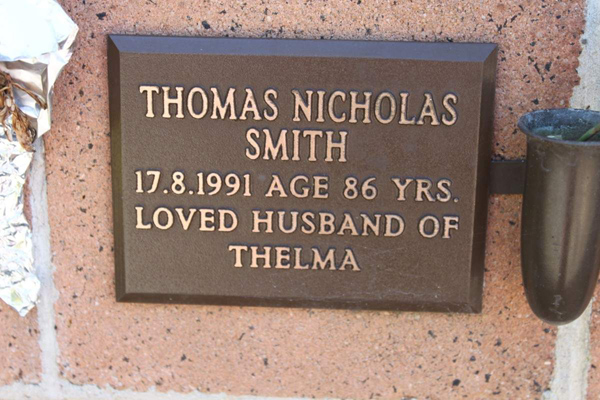 THOMAS NICHOLAS
SMITH
17.8.1991 AGE 86 YRS.
LOVED HUSBAND OF
THELMA